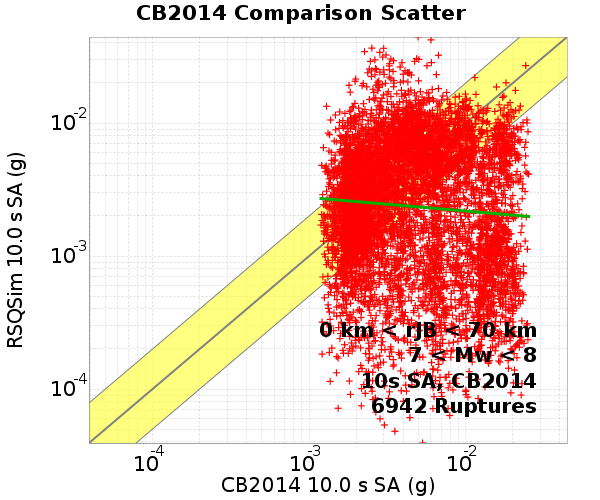 CB2014 Comparison Scatter
RSQSim 10.0 s SA (g)
10-2
10-3
10-4
0 km < rJB < 70 km
7 < Mw < 8
10s SA, CB2014
6942 Ruptures
10-4 10-3 10-2
CB2014 10.0 s SA (g)